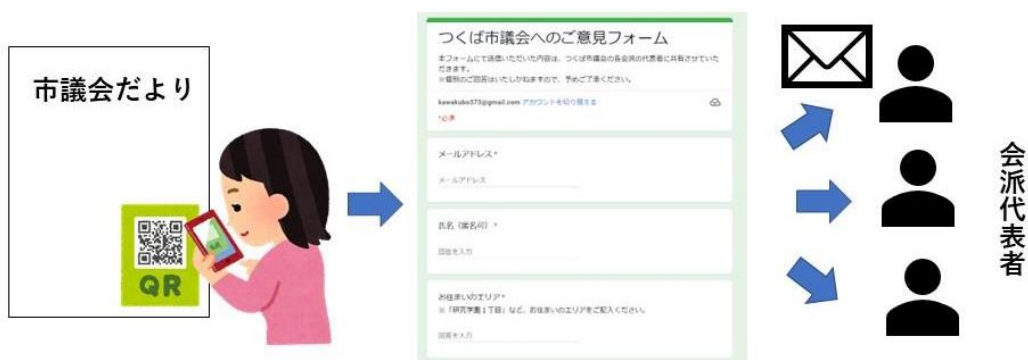 市議会だより
QR
つくば市議会へのご意見フォーム
本フォームにて送信いただいた内容は、つくば市議会の各会派の代表者に共有させていた
だきます。
※個別のご回答はいたしかねますので、予めご了承ください。
kawakubo373@gmail.com アカウントを切り替える
*必須
メールアドレス*
メールアドレス
氏名（匿名可）*
回答を入力
お住まいのエリア*
※「研究学園1丁目」など、お住まいのエリアをご記入ください。
回答を入力
会派代表者